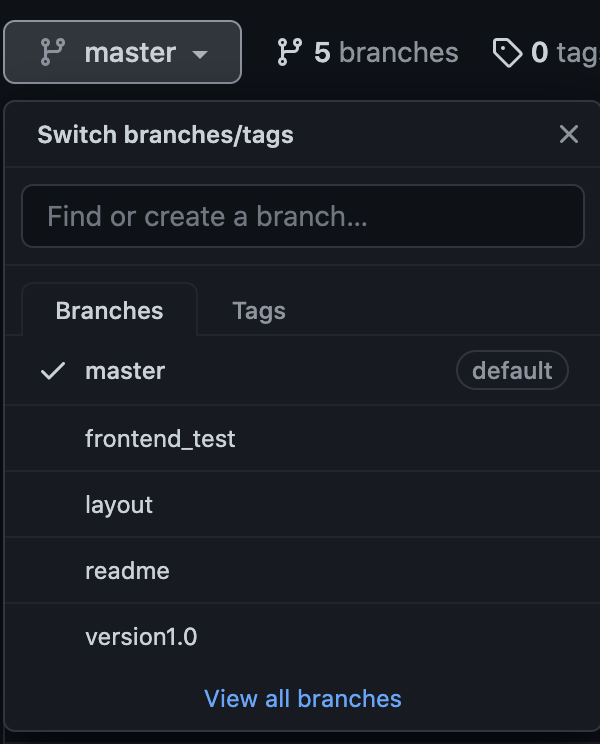 master 5 branches 0 tag
Switch branches/tags
Find or create a branch...
Branches Tags
master default
frontend_test
layout
readme
version1.0
View all branches